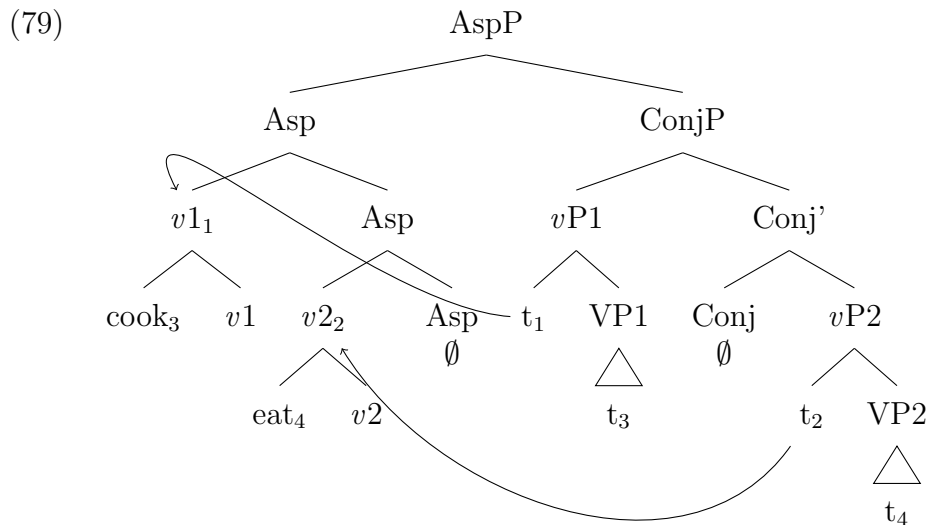 (79) AspP
Asp ConjP
v1₁ Asp vP1 Conj’
cook₃ v1 v2₂ Asp t₁ VP1 Conj vP2
∅ ∅
eat₄ v2 t₃ t₂ VP2
t₄